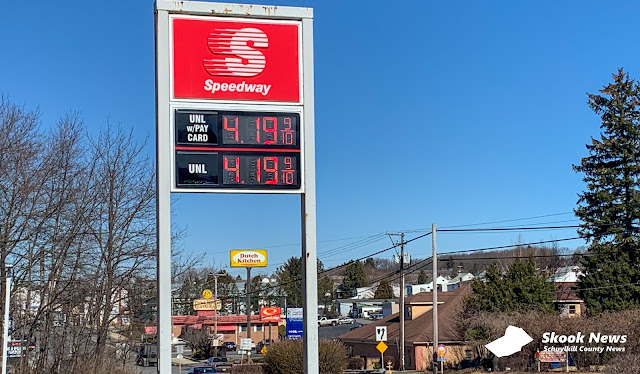 S
Speedway
UNL
w/PAY
CARD
4.19 9/10
UNL
4.19 9/10
Dutch
Kitchen
Skook News
Schuylkill County News